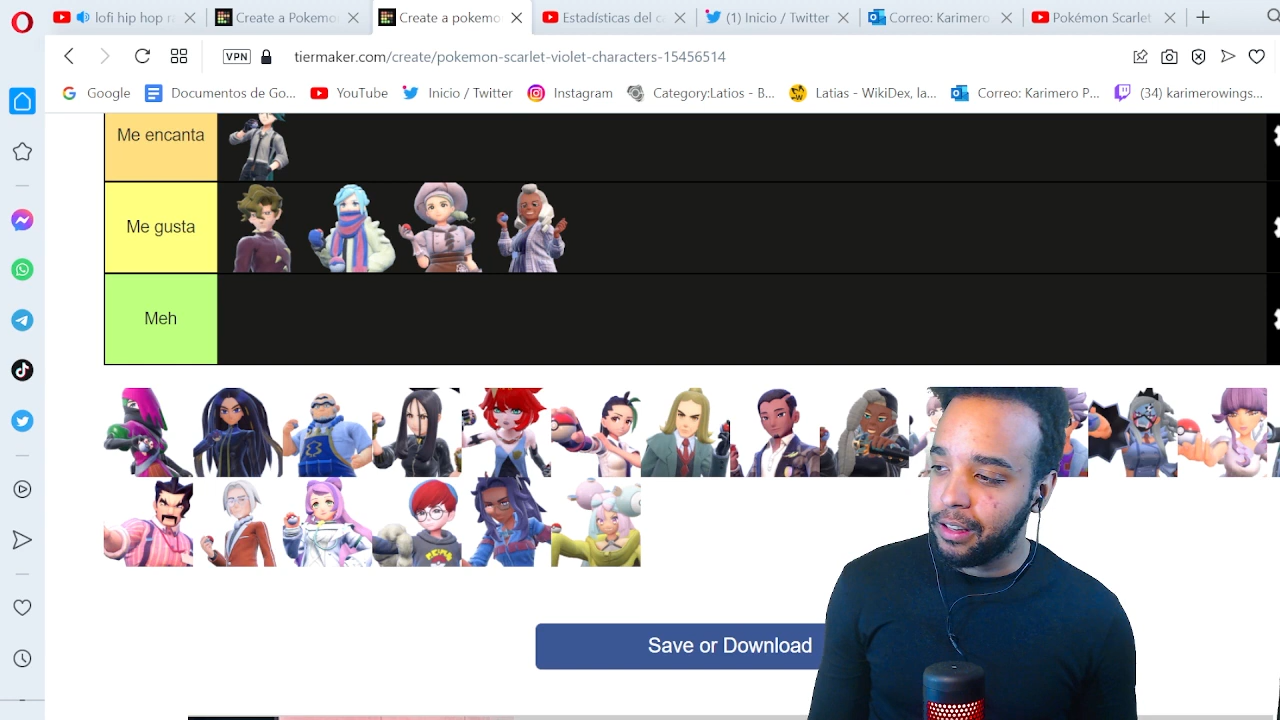 lofi hip hop ra
Create a Pokemo
Create a pokemo
Estadísticas de
(1) Inicio / Twitter
Correo: Karimero
Pokémon Scarlet
VPN
tiermaker.com/create/pokemon-scarlet-violet-characters-15456514
Google
Documentos de Go...
YouTube
Inicio / Twitter
Instagram
Category:Latios - B...
Latias - WikiDex, la...
Correo: Karimero P...
(34) karimerowings...
Me encanta
Me gusta
Meh
Save or Download